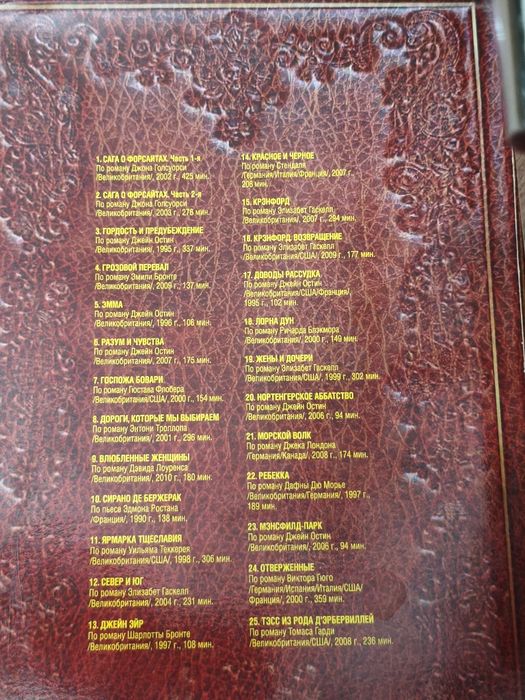 1. САГА О ФОРСАЙТАХ. Часть 1-я
По роману Джона Голсуорси
/Великобритания/, 2002 г., 425 мин.
2. САГА О ФОРСАЙТАХ. Часть 2-я
По роману Джона Голсуорси
/Великобритания/, 2003 г., 276 мин.
3. ГОРДОСТЬ И ПРЕДУБЕЖДЕНИЕ
По роману Джейн Остин
/Великобритания/, 1995 г., 337 мин.
4. ГРОЗОВОЙ ПЕРЕВАЛ
По роману Эмили Бронте
/Великобритания/, 2009 г., 137 мин.
5. ЭММА
По роману Джейн Остин
/Великобритания/, 1996 г., 106 мин.
6. РАЗУМ И ЧУВСТВА
По роману Джейн Остин
/Великобритания/, 2007 г., 175 мин.
7. ГОСПОЖА БОВАРИ
По роману Гюстава Флобера
/Великобритания/США/, 2000 г., 154 мин.
8. ДОРОГИ, КОТОРЫЕ МЫ ВЫБИРАЕМ
По роману Энтони Троллопа
/Великобритания/, 2001 г., 296 мин.
9. ВЛЮБЛЕННЫЕ ЖЕНЩИНЫ
По роману Дэвида Лоуренса
/Великобритания/, 2010 г., 180 мин.
10. СИРАНО ДЕ БЕРЖЕРАК
По пьесе Эдмона Ростана
/Франция/, 1990 г., 138 мин.
11. ЯРМАРКА ТЩЕСЛАВИЯ
По роману Уильяма Теккерея
/Великобритания/США/, 1998 г., 306 мин.
12. СЕВЕР И ЮГ
По роману Элизабет Гаскелл
/Великобритания/, 2004 г., 231 мин.
13. ДЖЕЙН ЭЙР
По роману Шарлотты Бронте
/Великобритания/, 1997 г., 108 мин.
14. КРАСНОЕ И ЧЕРНОЕ
По роману Стендаля
/Германия/Италия/Франция/, 2007 г.,
206 мин.
15. КРЭНФОРД
По роману Элизабет Гаскелл
/Великобритания/, 2007 г., 294 мин.
16. КРЭНФОРД. ВОЗВРАЩЕНИЕ
По роману Элизабет Гаскелл
/Великобритания/США/, 2009 г., 177 мин.
17. ДОВОДЫ РАССУДКА
По роману Джейн Остин
/Великобритания/США/Франция/,
1995 г., 102 мин.
18. ЛОРНА ДУН
По роману Ричарда Блэкмора
/Великобритания/, 2000 г., 149 мин.
19. ЖЕНЫ И ДОЧЕРИ
По роману Элизабет Гаскелл
/Великобритания/США/, 1999 г., 302 мин.
20. НОРТЕНГЕРСКОЕ АББАТСТВО
По роману Джейн Остин
/Великобритания/, 2006 г., 94 мин.
21. МОРСКОЙ ВОЛК
По роману Джека Лондона
/Германия/Канада/, 2008 г., 174 мин.
22. РЕБЕККА
По роману Дафны Дю Морье
/Великобритания/Германия/, 1997 г.,
189 мин.
23. МЭНСФИЛД-ПАРК
По роману Джейн Остин
/Великобритания/, 2006 г., 94 мин.
24. ОТВЕРЖЕННЫЕ
По роману Виктора Гюго
/Германия/Испания/Италия/США/
Франция/, 2000 г., 359 мин.
25. ТЭСС ИЗ РОДА Д'ЭРБЕРВИЛЛЕЙ
По роману Томаса Гарди
/Великобритания/США/, 2008 г., 236 мин.